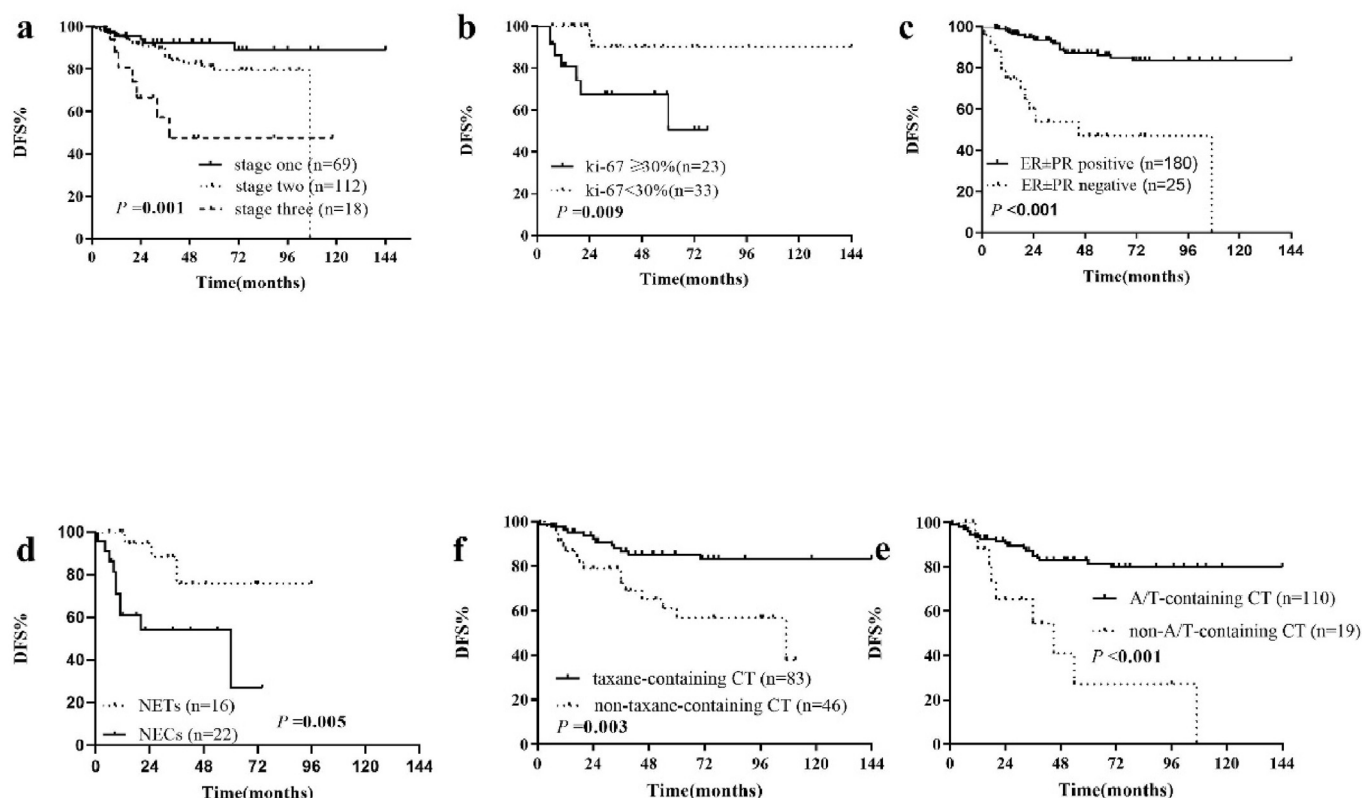 a
100
80
60
40
20
0
DFS%
stage one (n=69)
stage two (n=112)
stage three (n=18)
P =0.001
0 24 48 72 96 120 144
Time(months)
b
100
80
60
40
20
0
DFS%
ki-67 ≥30%(n=23)
ki-67<30%(n=33)
P =0.009
0 24 48 72 96 120 144
Time(months)
c
100
80
60
40
20
0
DFS%
ER±PR positive (n=180)
ER±PR negative (n=25)
P <0.001
0 24 48 72 96 120 144
Time(months)
d
100
80
60
40
20
0
DFS%
NETs (n=16)
NECs (n=22)
P =0.005
0 24 48 72 96 120 144
Time(months)
f
100
80
60
40
20
0
DFS%
taxane-containing CT (n=83)
non-taxane-containing CT (n=46)
P =0.003
0 24 48 72 96 120 144
Time(months)
e
100
80
60
40
20
0
DFS%
A/T-containing CT (n=110)
non-A/T-containing CT (n=19)
P <0.001
0 24 48 72 96 120 144
Time(months)